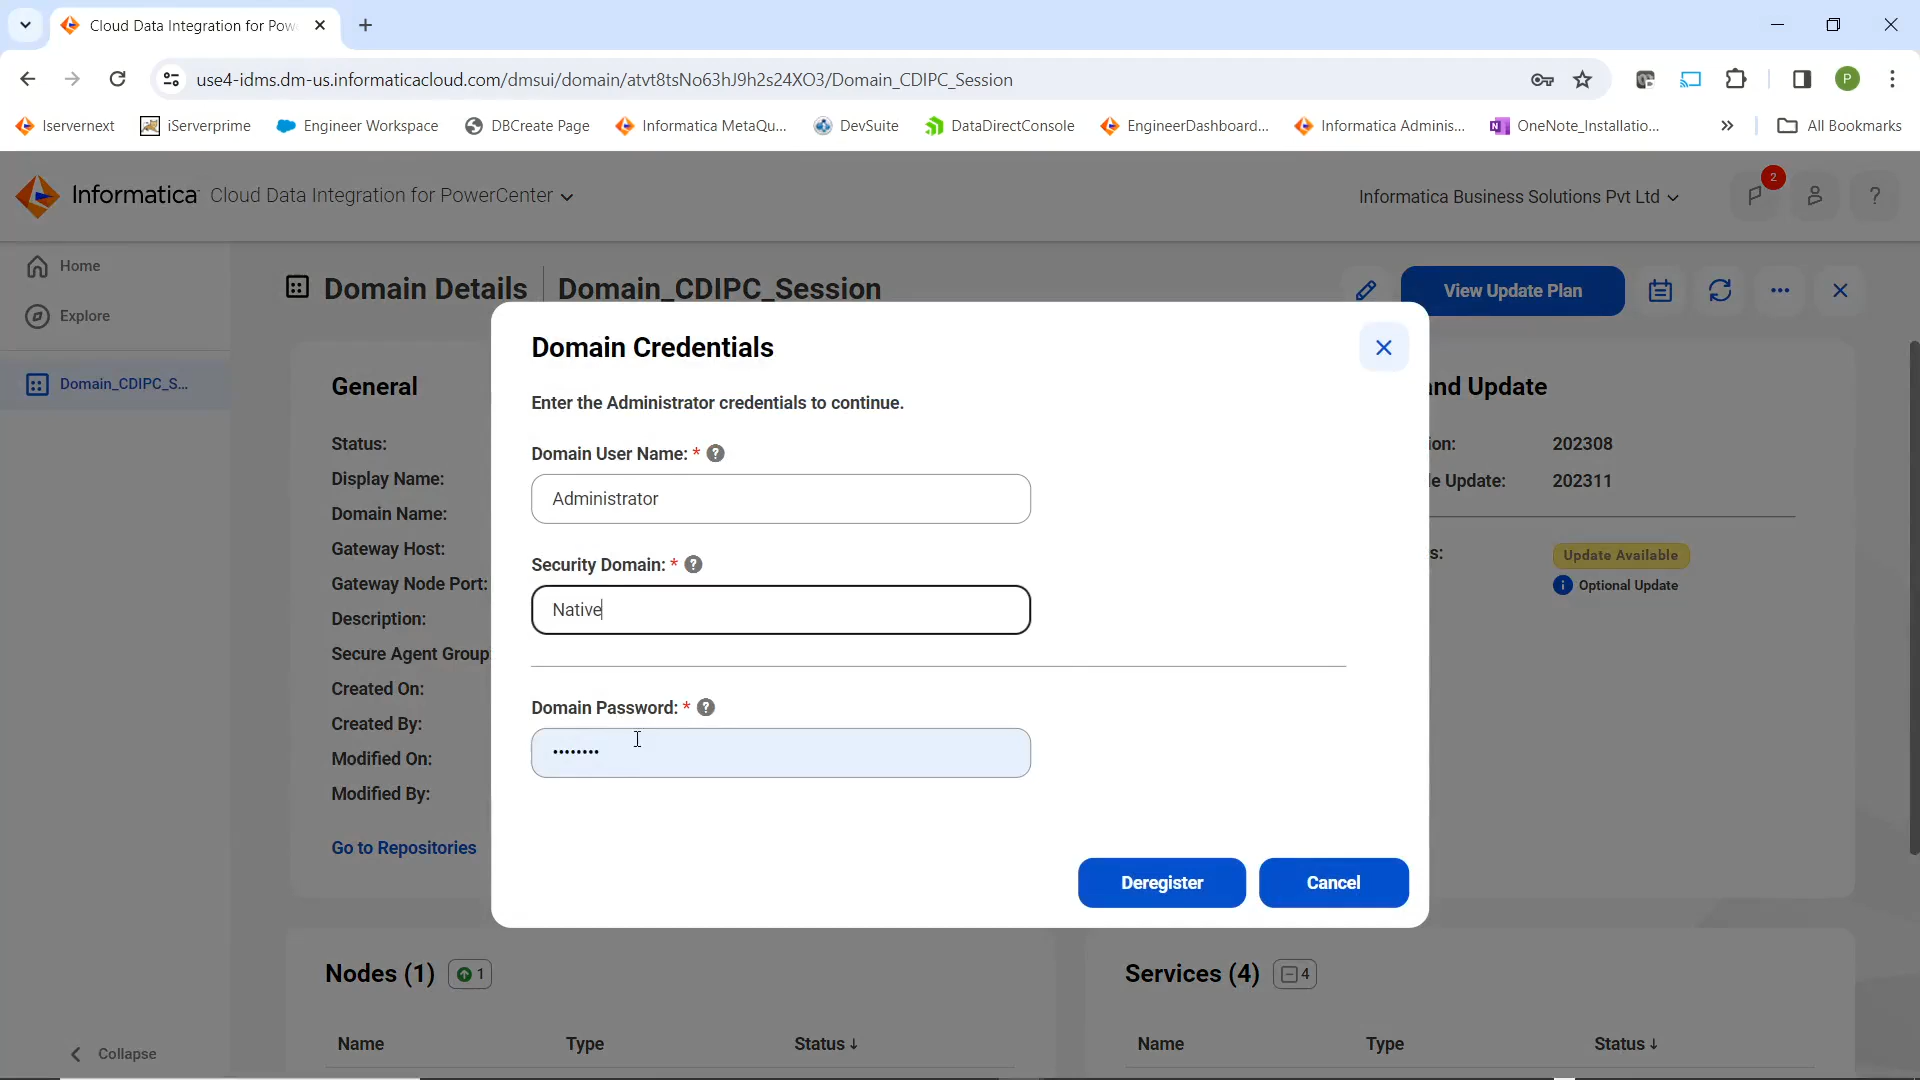 Cloud Data Integration for Pow
use4-idms.dm-us.informaticacloud.com/dmsui/domain/atvt8tsNo63hJ9h2s24XO3/Domain_CDIPC_Session
P
Iservernext
iServerprime
Engineer Workspace
DBCreate Page
Informatica MetaQu...
DevSuite
DataDirectConsole
EngineerDashboard...
Informatica Adminis...
OneNote_Installatio...
All Bookmarks
Informatica Cloud Data Integration for PowerCenter
Informatica Business Solutions Pvt Ltd
2
?
Home
Explore
Domain_CDIPC_S...
Collapse
Domain Details
Domain_CDIPC_Session
View Update Plan
General
Status:
Display Name:
Domain Name:
Gateway Host:
Gateway Node Port:
Description:
Secure Agent Group
Created On:
Created By:
Modified On:
Modified By:
Go to Repositories
Domain Credentials
Enter the Administrator credentials to continue.
Domain User Name: * ?
Administrator
Security Domain: * ?
Native
Domain Password: * ?
••••••••
Deregister
Cancel
and Update
ion: 202308
le Update: 202311
s: Update Available
i Optional Update
Nodes (1) 1
Name Type Status ↓
Services (4) 4
Name Type Status ↓